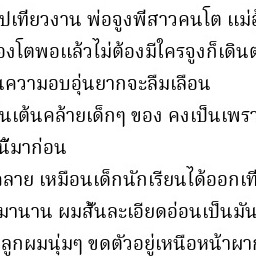 ปเทียวงาน พ่อจูงพี่สาวคนโต
องโตพอแล้วไม่ต้องมีใครจูงก็เดิน
ความอบอุ่นยากจะลืมเลือน
นเต้นคล้ายเด็กๆ ของ คงเป็นเพรา
มาก่อน
ลาย เหมือนเด็กนักเรียนได้ออกเที
มานาน ผมสั้นละเอียดอ่อนเป็นมัน
ลูกผมนุ่มๆ ขดตัวอยู่เหนือหน้าผาก